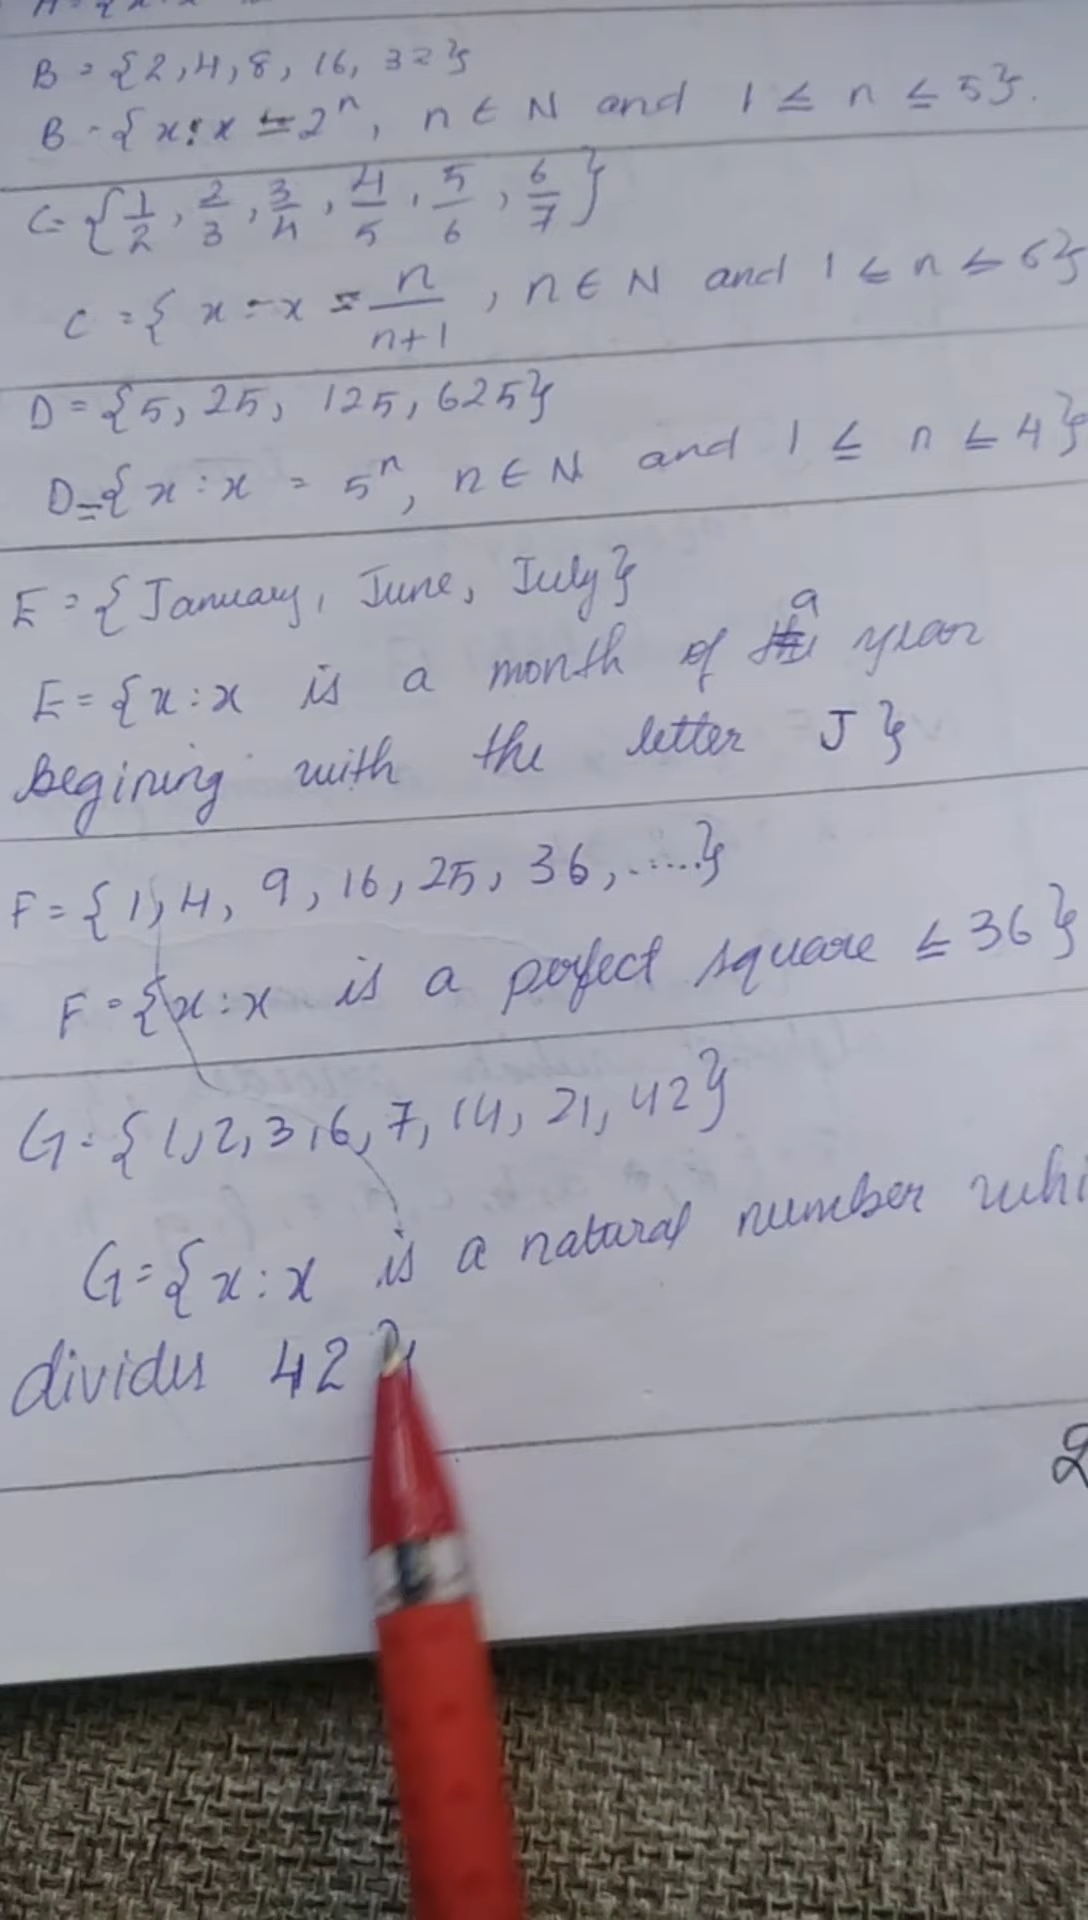 B = {2, 4, 8, 16, 32}
B = {x : x = 2ⁿ, n ∈ N and 1 ≤ n ≤ 5}.
C = {1/2, 2/3, 3/4, 4/5, 5/6, 6/7}
C = {x : x = n/(n+1), n ∈ N and 1 ≤ n ≤ 6}
D = {5, 25, 125, 625}
D = {x : x = 5ⁿ, n ∈ N and 1 ≤ n ≤ 4}
E = {January, June, July}
E = {x : x is a month of a year
begining with the letter J}
F = {1, 4, 9, 16, 25, 36, .....}
F = {x : x is a perfect square ≤ 36}
G = {1, 2, 3, 6, 7, 14, 21, 42}
G = {x : x is a natural number whi
divides 42}
2